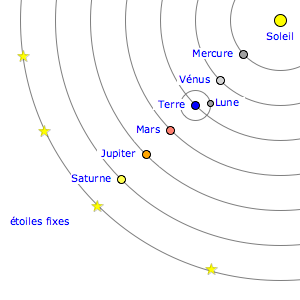 Soleil
Mercure
Vénus
Terre
Lune
Mars
Jupiter
Saturne
étoiles fixes